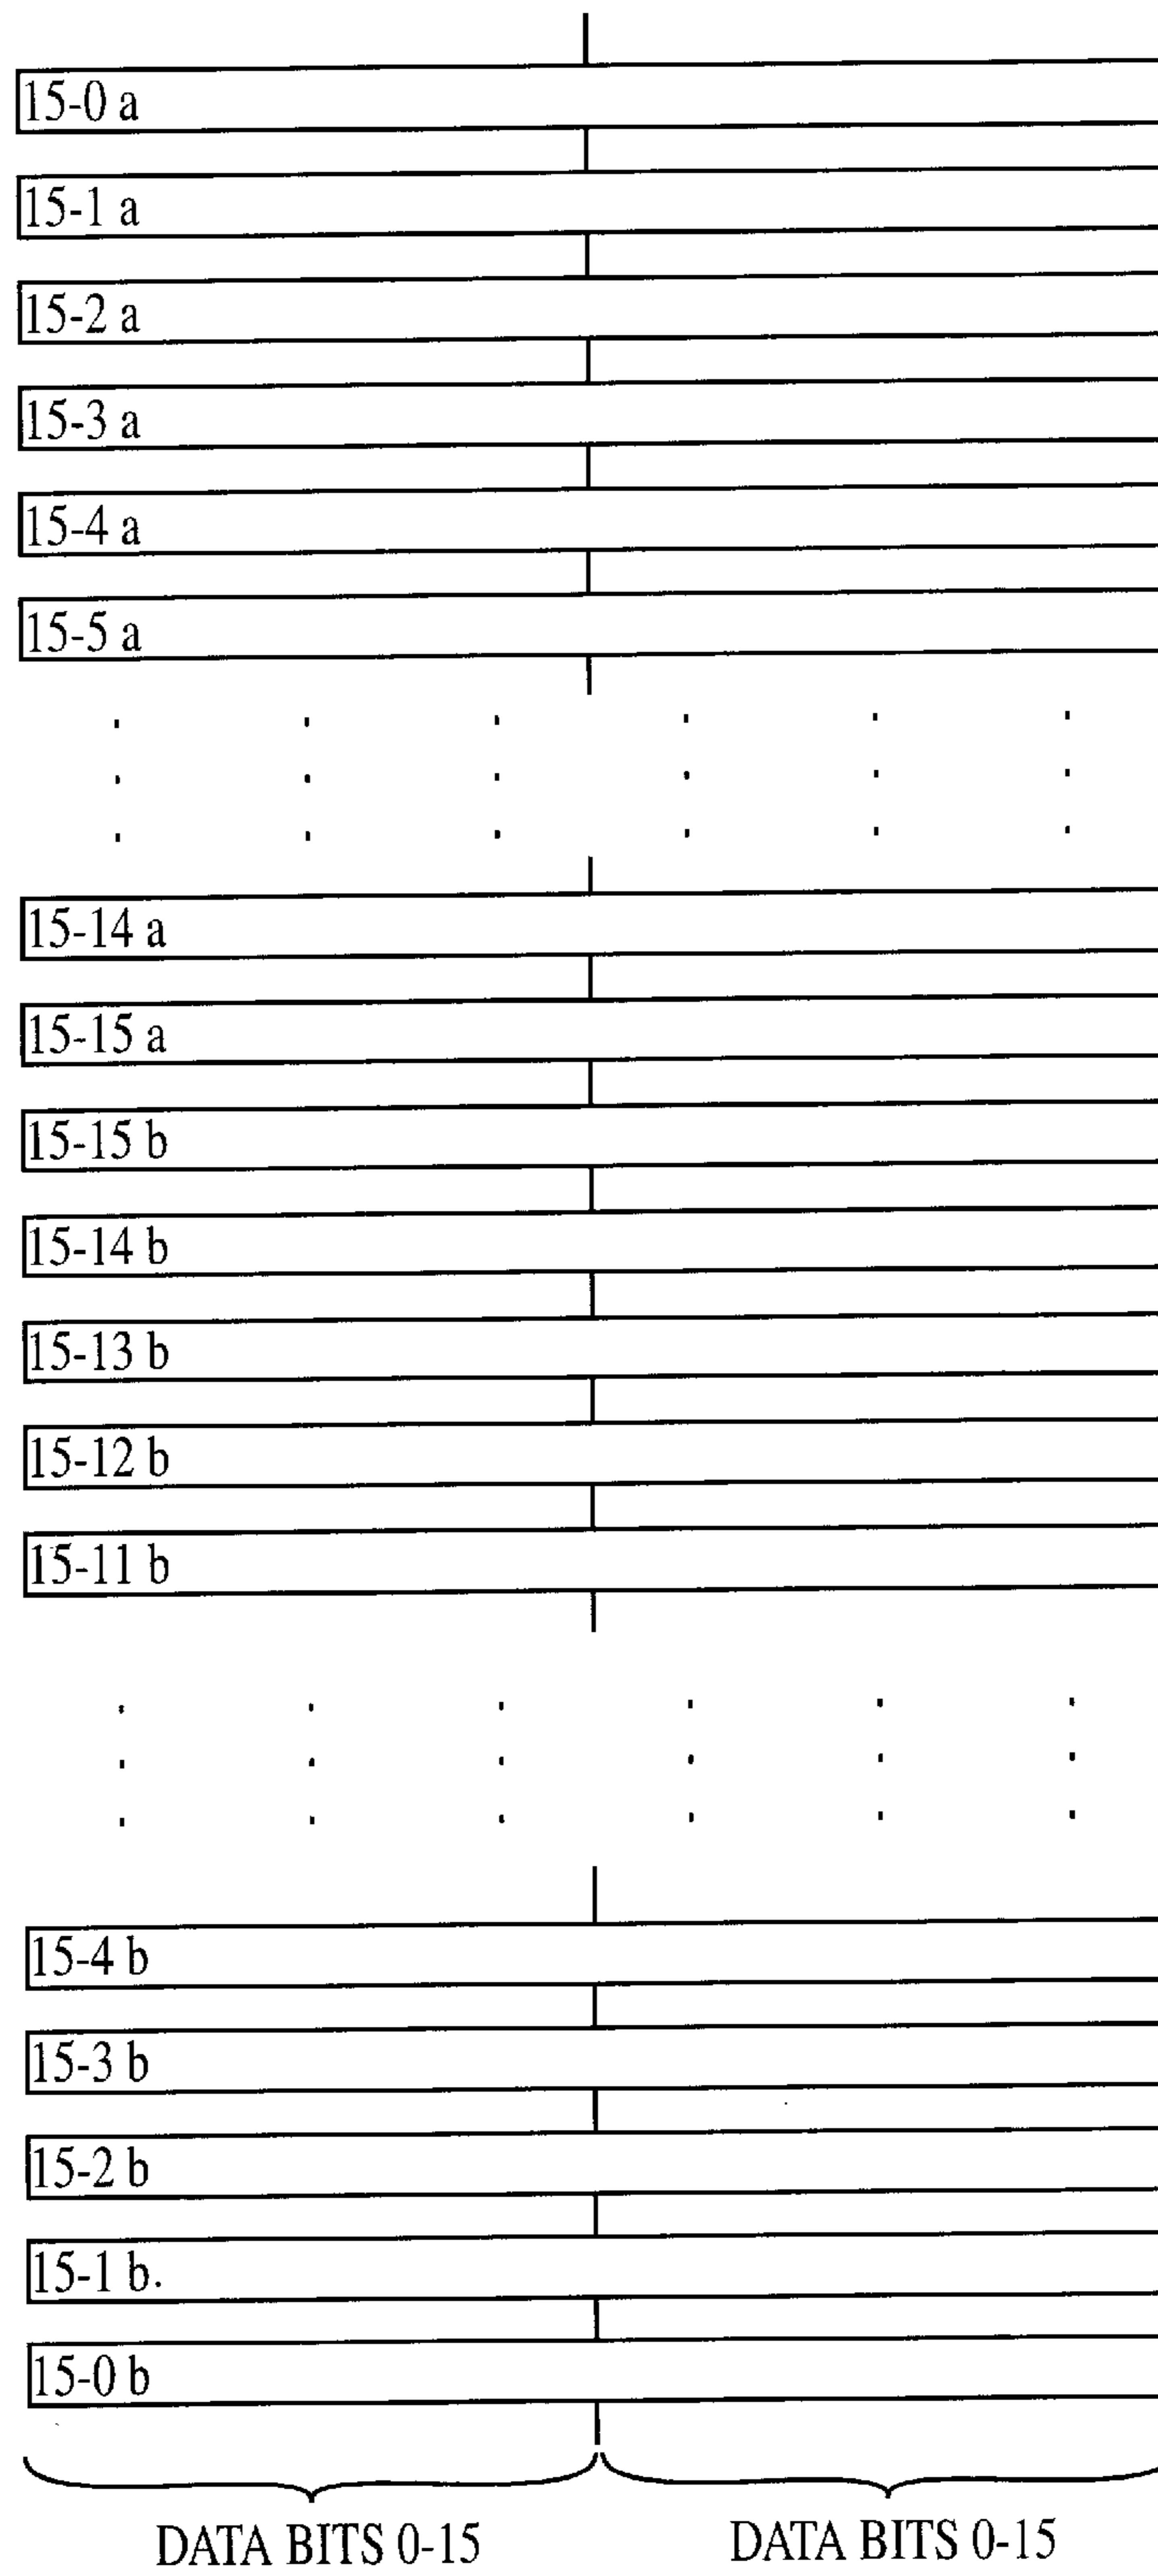 15-0 a
15-1 a
15-2 a
15-3 a
15-4 a
15-5 a
15-14 a
15-15 a
15-15 b
15-14 b
15-13 b
15-12 b
15-11 b
15-4 b
15-3 b
15-2 b
15-1 b.
15-0 b
DATA BITS 0-15 DATA BITS 0-15